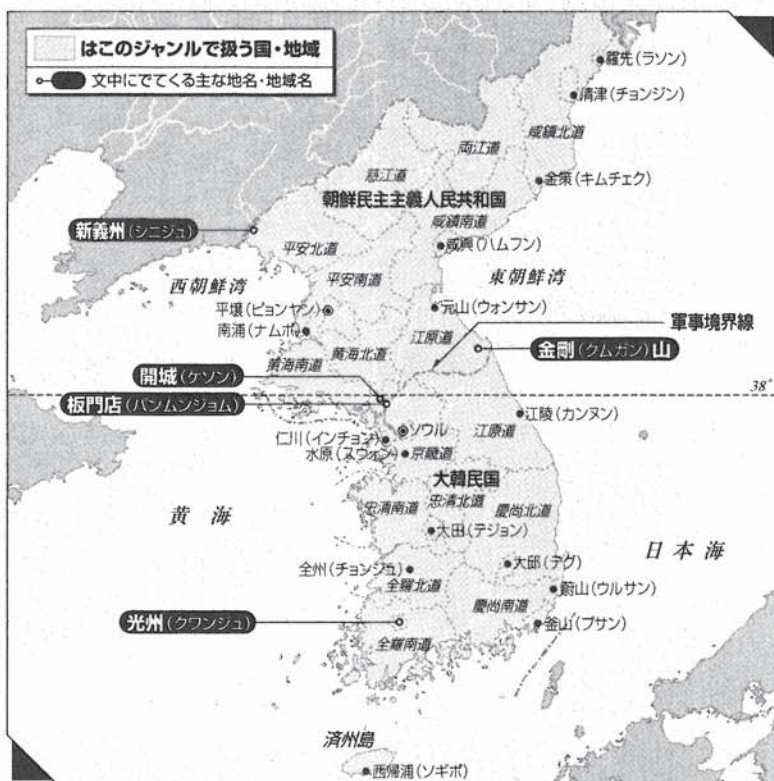 はこのジャンルで扱う国・地域
文中にでてくる主な地名・地域名
羅先(ラソン)
清津(チョンジン)
咸鏡北道
両江道
慈江道
金策(キムチェク)
朝鮮民主主義人民共和国
咸鏡南道
新義州(シニジュ)
平安北道
咸興(ハムフン)
西朝鮮湾
平安南道
東朝鮮湾
平壌(ピョンヤン)
元山(ウォンサン)
南浦(ナムポ)
江原道
軍事境界線
黄海北道
金剛(クムガン)山
黄海南道
開城(ケソン)
38°
板門店(パンムンジョム)
江陵(カンヌン)
ソウル
江原道
仁川(インチョン)
水原(スウォン)
京畿道
大韓民国
忠清南道
忠清北道
慶尚北道
黄海
大田(テジョン)
日本海
全州(チョンジュ)
大邱(テグ)
全羅北道
蔚山(ウルサン)
慶尚南道
光州(クワンジュ)
釜山(プサン)
全羅南道
済州島
西帰浦(ソギポ)